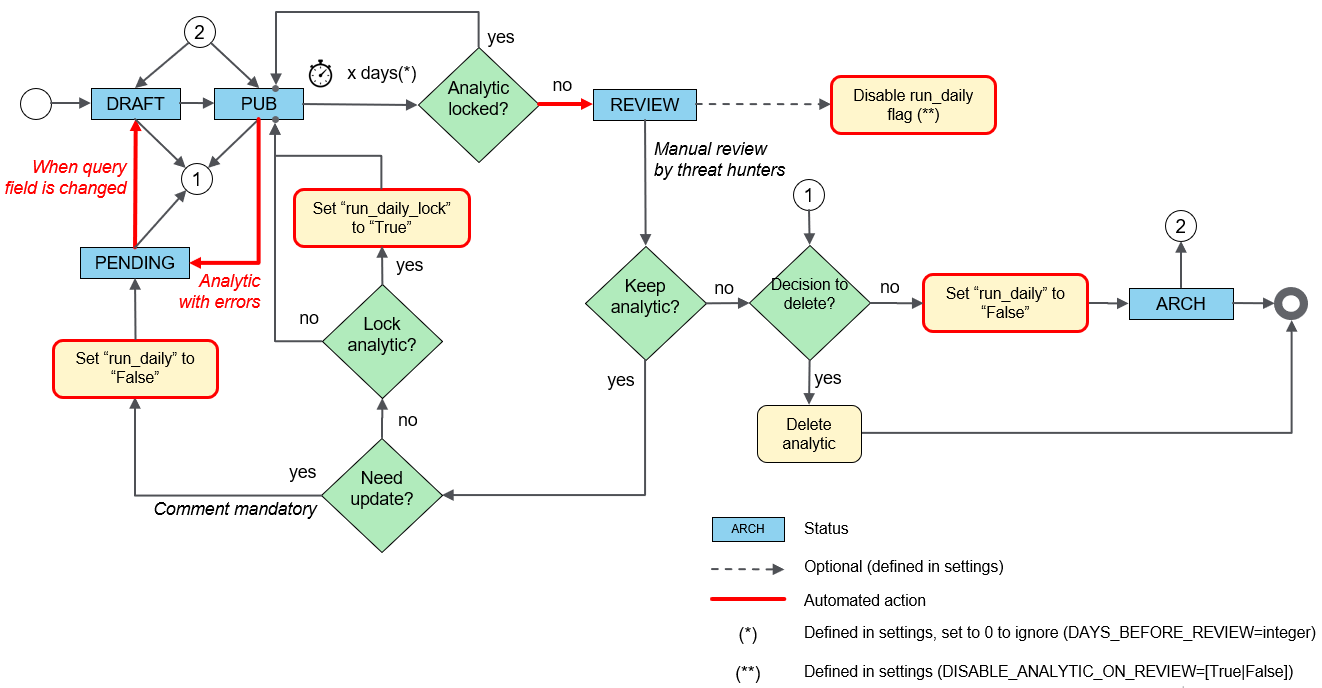 2
yes
x days(*)
Analytic
locked?
no
DRAFT
PUB
REVIEW
Disable run_daily
flag (**)
When query
field is changed
1
Manual review
by threat hunters
Set “run_daily_lock”
to “True”
1
2
PENDING
Analytic
with errors
yes
Keep
analytic?
no
Decision to
delete?
no
Set “run_daily” to
“False”
ARCH
no
Lock
analytic?
Set “run_daily” to
“False”
yes
yes
no
Delete
analytic
yes
Need
update?
Comment mandatory
ARCH
Status
Optional (defined in settings)
Automated action
(*)
Defined in settings, set to 0 to ignore (DAYS_BEFORE_REVIEW=integer)
(**)
Defined in settings (DISABLE_ANALYTIC_ON_REVIEW=[True|False])